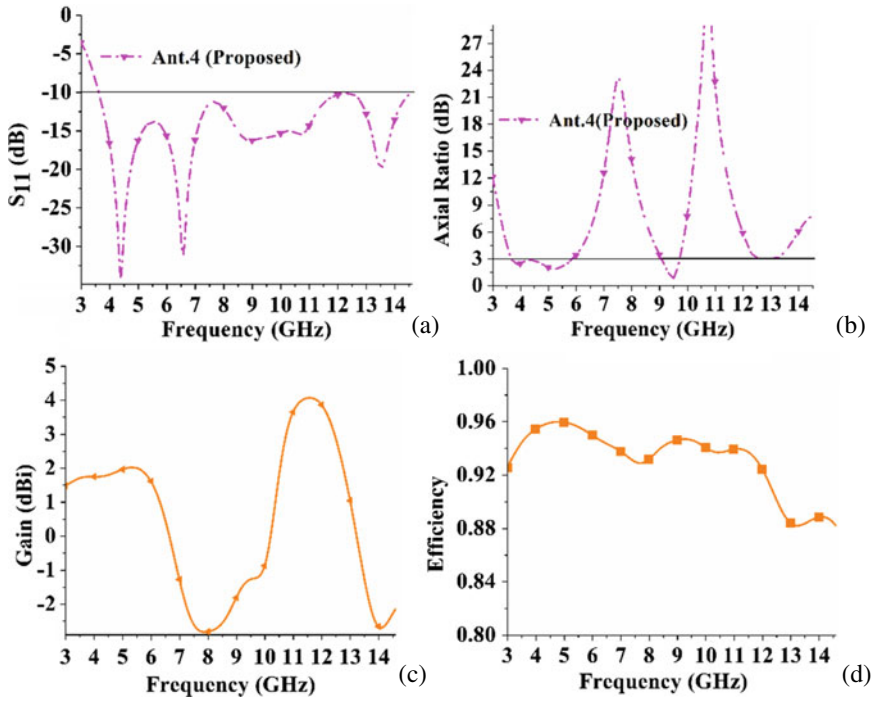 0
-5
-10
-15
-20
-25
-30
S11 (dB)
Ant.4 (Proposed)
3 4 5 6 7 8 9 10 11 12 13 14
Frequency (GHz)
(a)
27
24
21
18
15
12
9
6
3
0
Axial Ratio (dB)
Ant.4(Proposed)
3 4 5 6 7 8 9 10 11 12 13 14
Frequency (GHz)
(b)
5
4
3
2
1
0
-1
-2
Gain (dBi)
3 4 5 6 7 8 9 10 11 12 13 14
Frequency (GHz)
(c)
1.00
0.96
0.92
0.88
0.84
0.80
Efficiency
3 4 5 6 7 8 9 10 11 12 13 14
Frequency (GHz)
(d)